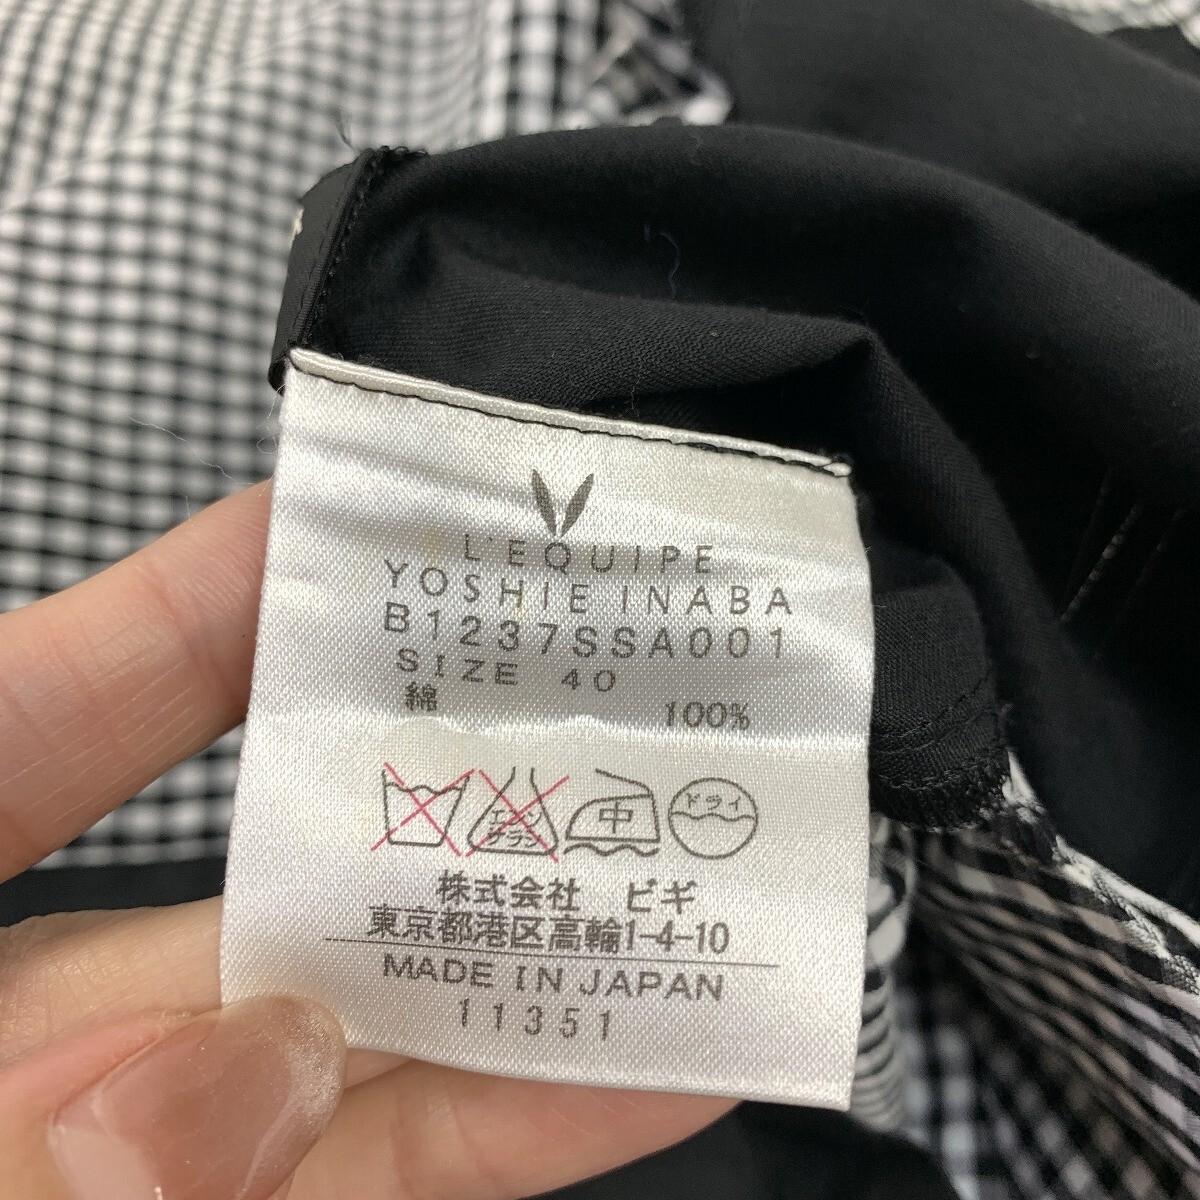 L'EQUIPE
YOSHIE INABA
B1237SSA001
SIZE 40
綿 100%
エンソ サラシ 中 ドライ
株式会社 ビギ
東京都港区高輪1-4-10
MADE IN JAPAN
11351